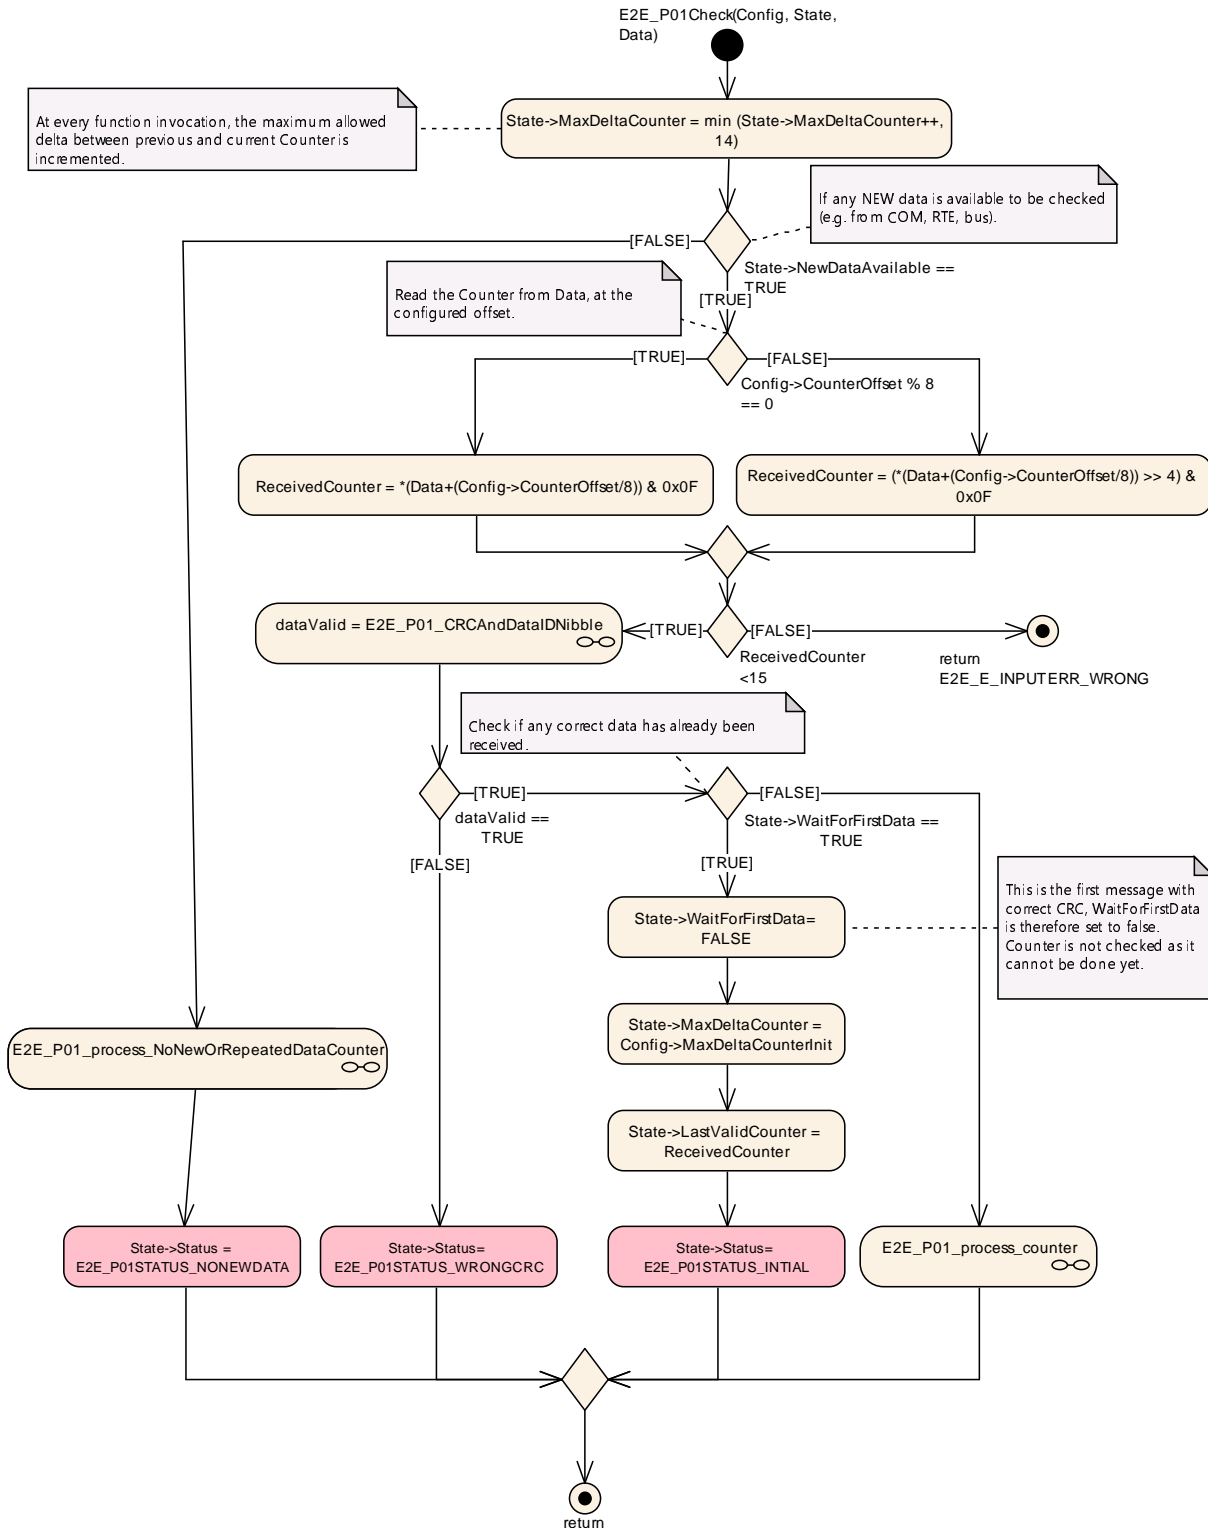 E2E_P01Check(Config, State,
Data)
At every function invocation, the maximum allowed
delta between previous and current Counter is
incremented.
State->MaxDeltaCounter = min (State->MaxDeltaCounter++,
14)
If any NEW data is available to be checked
(e.g. from COM, RTE, bus).
[FALSE]
State->NewDataAvailable ==
TRUE
[TRUE]
Read the Counter from Data, at the
configured offset.
[TRUE]
[FALSE]
Config->CounterOffset % 8
== 0
ReceivedCounter = *(Data+(Config->CounterOffset/8)) & 0x0F
ReceivedCounter = (*(Data+(Config->CounterOffset/8)) >> 4) &
0x0F
dataValid = E2E_P01_CRCAndDataIDNibble
[TRUE]
[FALSE]
ReceivedCounter
<15
return
E2E_E_INPUTERR_WRONG
Check if any correct data has already been
received.
[TRUE]
dataValid ==
TRUE
[FALSE]
[FALSE]
State->WaitForFirstData ==
TRUE
[TRUE]
This is the first message with
correct CRC, WaitForFirstData
is therefore set to false.
Counter is not checked as it
cannot be done yet.
State->WaitForFirstData=
FALSE
State->MaxDeltaCounter =
Config->MaxDeltaCounterInit
E2E_P01_process_NoNewOrRepeatedDataCounter
State->LastValidCounter =
ReceivedCounter
State->Status =
E2E_P01STATUS_NONEWDATA
State->Status=
E2E_P01STATUS_WRONGCRC
State->Status=
E2E_P01STATUS_INTIAL
E2E_P01_process_counter
return